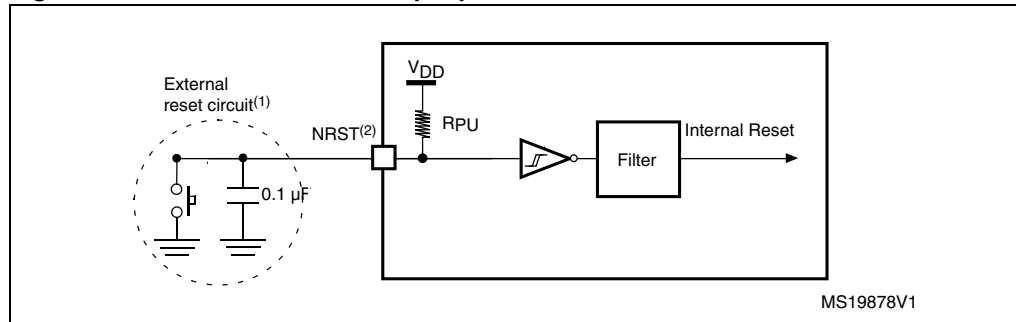 External
reset circuit(1)
VDD
NRST(2)
RPU
Internal Reset
Filter
0.1 μF
MS19878V1